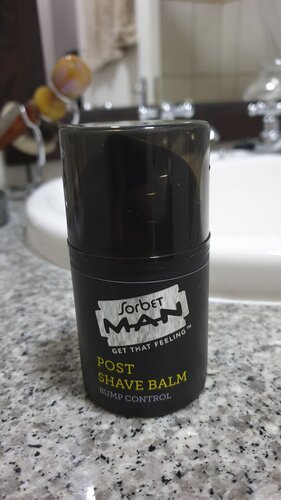 Sorbet
MAN
GET THAT FEELING™
POST
SHAVE BALM
BUMP CONTROL